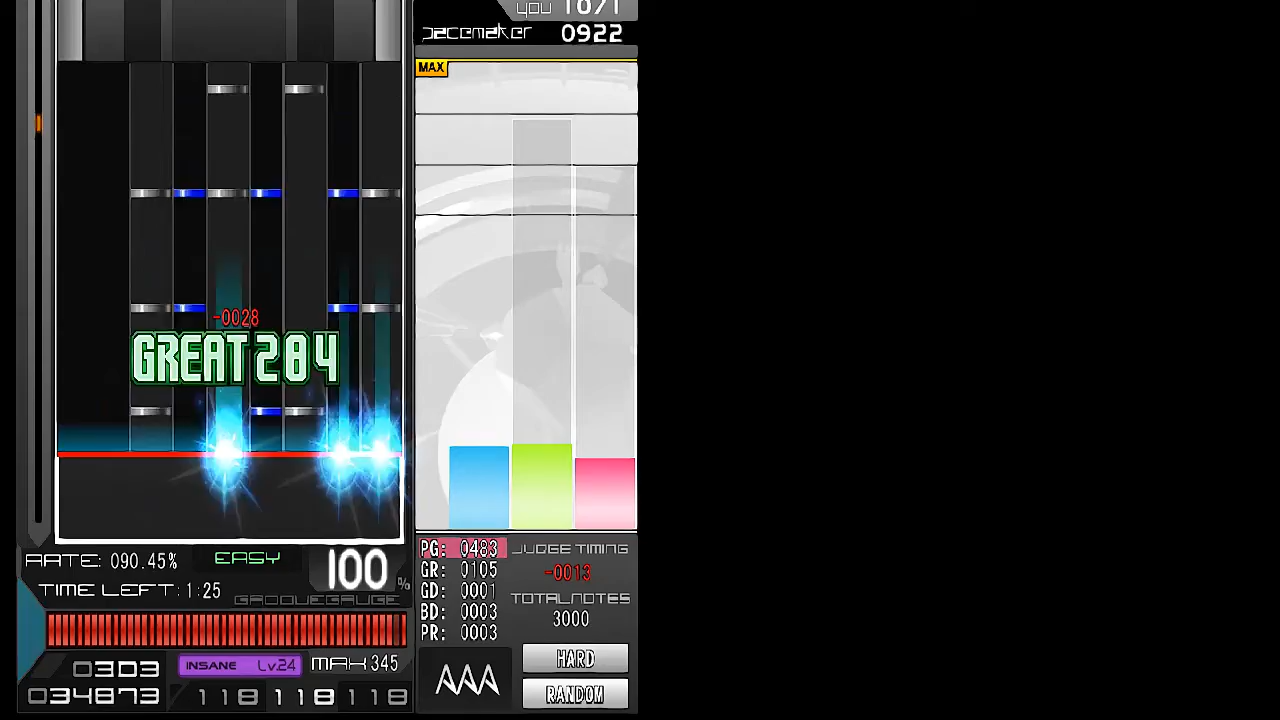 you 1071
pacemaker 0922
MAX
-0028
GREAT 284
RATE: 090.45% EASY 100 %
TIME LEFT: 1:25
GROOVEGAUGE
0303 INSANE Lv.24 MAX 345
034873 118 118 118
PG: 0483 JUDGE TIMING
GR: 0105 -0013
GD: 0001 TOTALNOTES
BD: 0003 3000
PR: 0003
AAA HARD
RANDOM